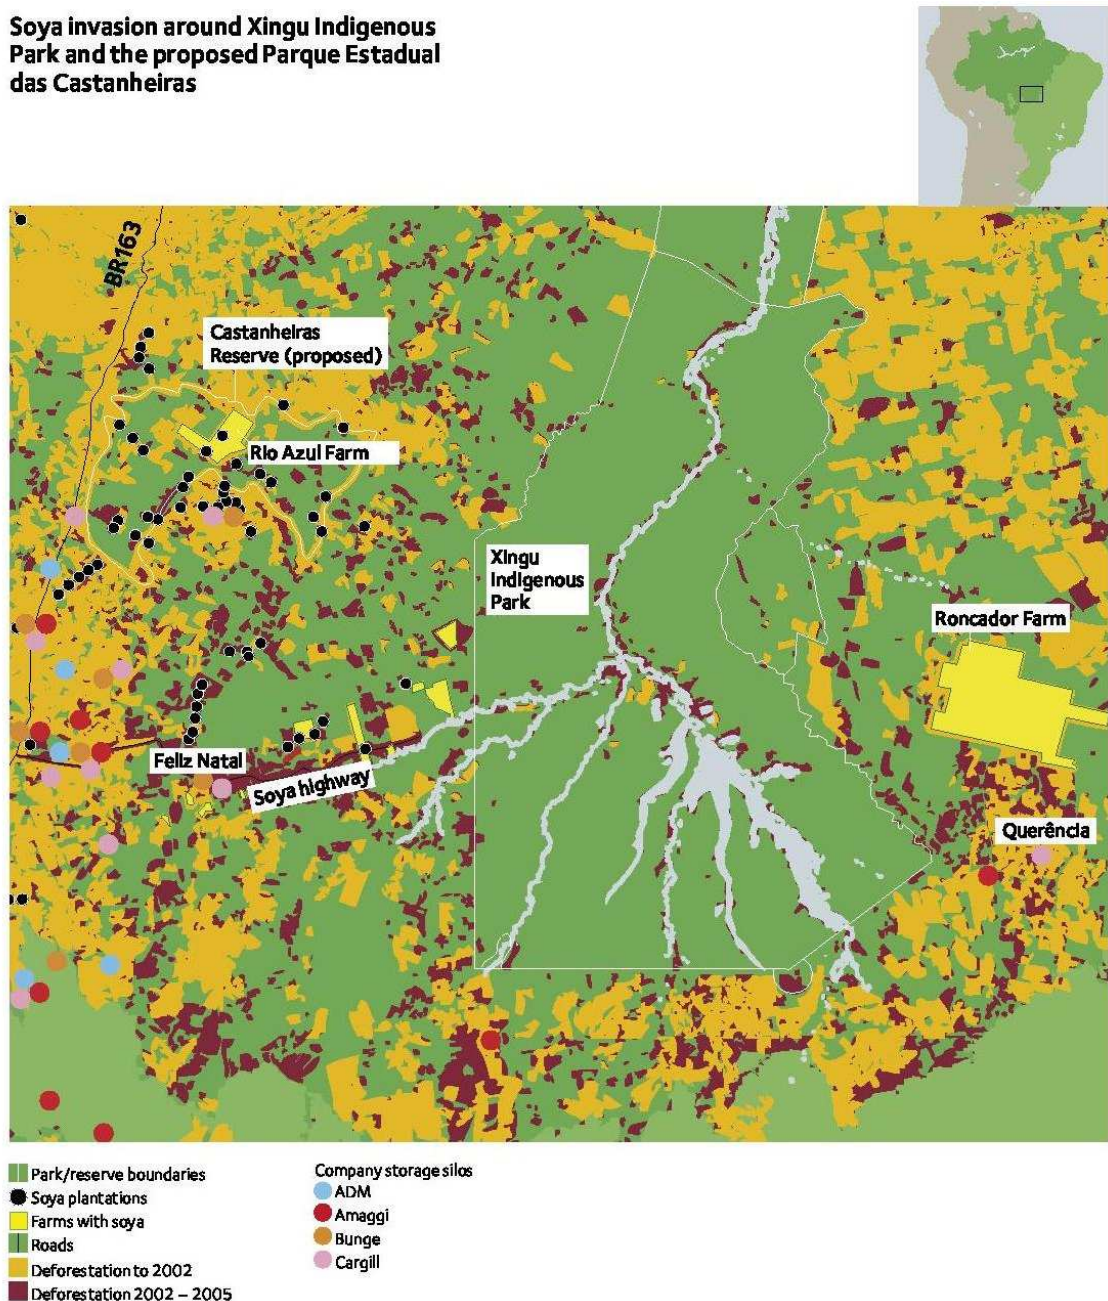 Soya invasion around Xingu Indigenous
Park and the proposed Parque Estadual
das Castanheiras
BR163
Castanheiras
Reserve (proposed)
Rio Azul Farm
Xingu
Indigenous
Park
Roncador Farm
Feliz Natal
Soya highway
Querência
Park/reserve boundaries
Soya plantations
Farms with soya
Roads
Deforestation to 2002
Deforestation 2002 – 2005
Company storage silos
ADM
Amaggi
Bunge
Cargill